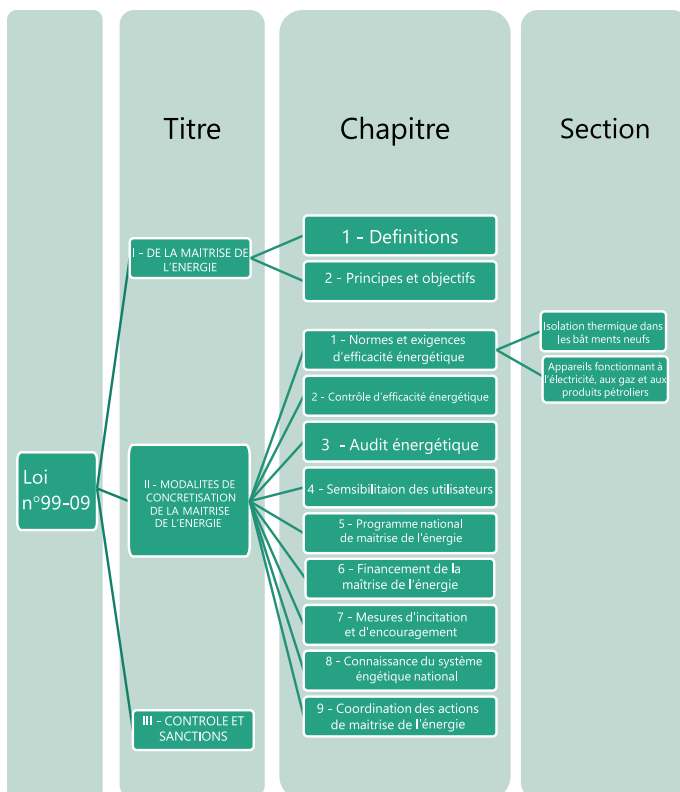 Titre
Chapitre
Section
Loi
n°99-09
I - DE LA MAITRISE DE
L'ENERGIE
1 - Definitions
2 - Principes et objectifs
II - MODALITES DE
CONCRETISATION
DE LA MAITRISE
DE L'ENERGIE
1 - Normes et exigences
d'efficacité énergétique
Isolation thermique dans
les bât ments neufs
Appareils fonctionnant à
l'électricité, aux gaz et aux
produits pétroliers
2 - Contrôle d'efficacité énergétique
3 - Audit énergétique
4 - Semsibilitaion des utilisateurs
5 - Programme national
de maitrise de l'énergie
6 - Financement de la
maîtrise de l'énergie
7 - Mesures d'incitation
et d'encouragement
8 - Connaissance du système
éngétique national
9 - Coordination des actions
de maitrise de l'énergie
III - CONTROLE ET
SANCTIONS